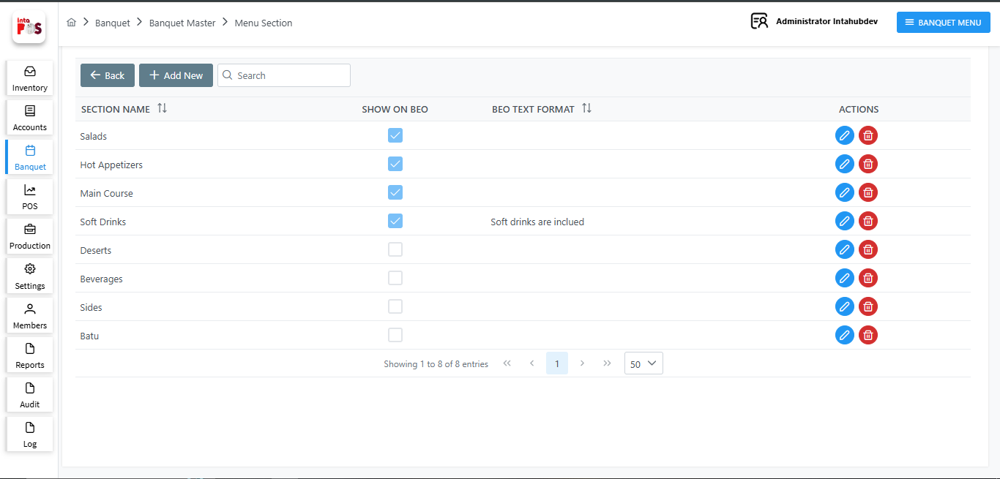 inta
POS
Banquet
Banquet Master
Menu Section
Administrator Intahubdev
BANQUET MENU
Inventory
Accounts
Banquet
POS
Production
Settings
Members
Reports
Audit
Log
Back
Add New
Search
SECTION NAME SHOW ON BEO BEO TEXT FORMAT ACTIONS
Salads
Hot Appetizers
Main Course
Soft Drinks Soft drinks are inclued
Deserts
Beverages
Sides
Batu
Showing 1 to 8 of 8 entries 1 50